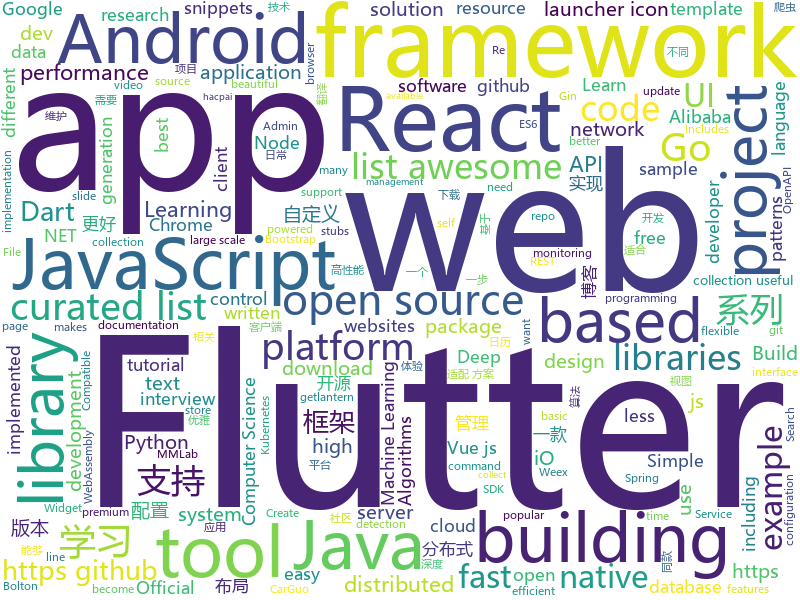 Google
research
dev
data
Android
snippets
技术
solution
resource
launcher icon
template
爬虫
framework
Re
不同
performance
application
项目
source
video
beautiful
browser
翻译
different
需要
hacpai
维护
app
React
software
github
available
Gin
update
Learn
Includes
code
UI
Alibaba
network
ES6
better
language
implementation
generation
best
client
Admin
日常
Node
many
management
list awesome
Go
API
sample
实现
project
patterns
OpenAPI
Dart
Learning
Chrome
更好
自定义
slide
support
need
下载
self
基于
repo
web
博客
开发
适合
developer
free
NET
collection
large scale
powered
Bootstrap
stubs
monitoring
REST
File
JavaScript
高性能
一个
一步
programming
collection useful
curated list
control
open source
based
系列
flexible
git
page
makes
documentation
written
客户端
websites
package
want
library
Compatible
相关
日历
platform
体验
Deep
design
libraries
Build
interface
tutorial
download
适配 方案
视图
Flutter
text
开源
js
implemented
development
interview
store
优雅
getlantern
Computer Science
Kubernetes
框架
high
平台
Machine Learning
Algorithms
管理
Vue js
less
basic
算法
一款
Python
MMLab
WebAssembly
支持
command
iO
Simple
Search
Weex
Spring
example
版本
Widget
配置
system
server
SDK
collect
building
use
including
configuration
学习
premium
应用
Create
社区
cloud
popular
time
Service
tool
Java
分布式
detection
https github
能够
line
Official
布局
easy
distributed
fast
open
native
同款
https
database
Bolton
become
CarGuo
深度
efficient
features